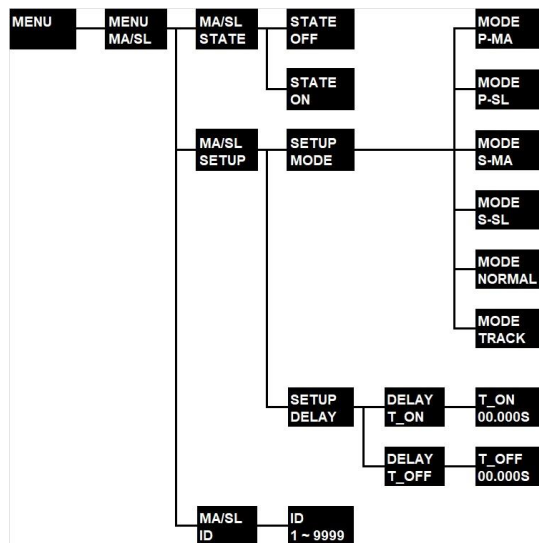 MENU
MENU
MA/SL
MA/SL
STATE
STATE
OFF
MODE
P-MA
STATE
ON
MODE
P-SL
MA/SL
SETUP
SETUP
MODE
MODE
S-MA
MODE
S-SL
MODE
NORMAL
MODE
TRACK
SETUP
DELAY
DELAY
T_ON
T_ON
00.000S
DELAY
T_OFF
T_OFF
00.000S
MA/SL
ID
ID
1 ~ 9999